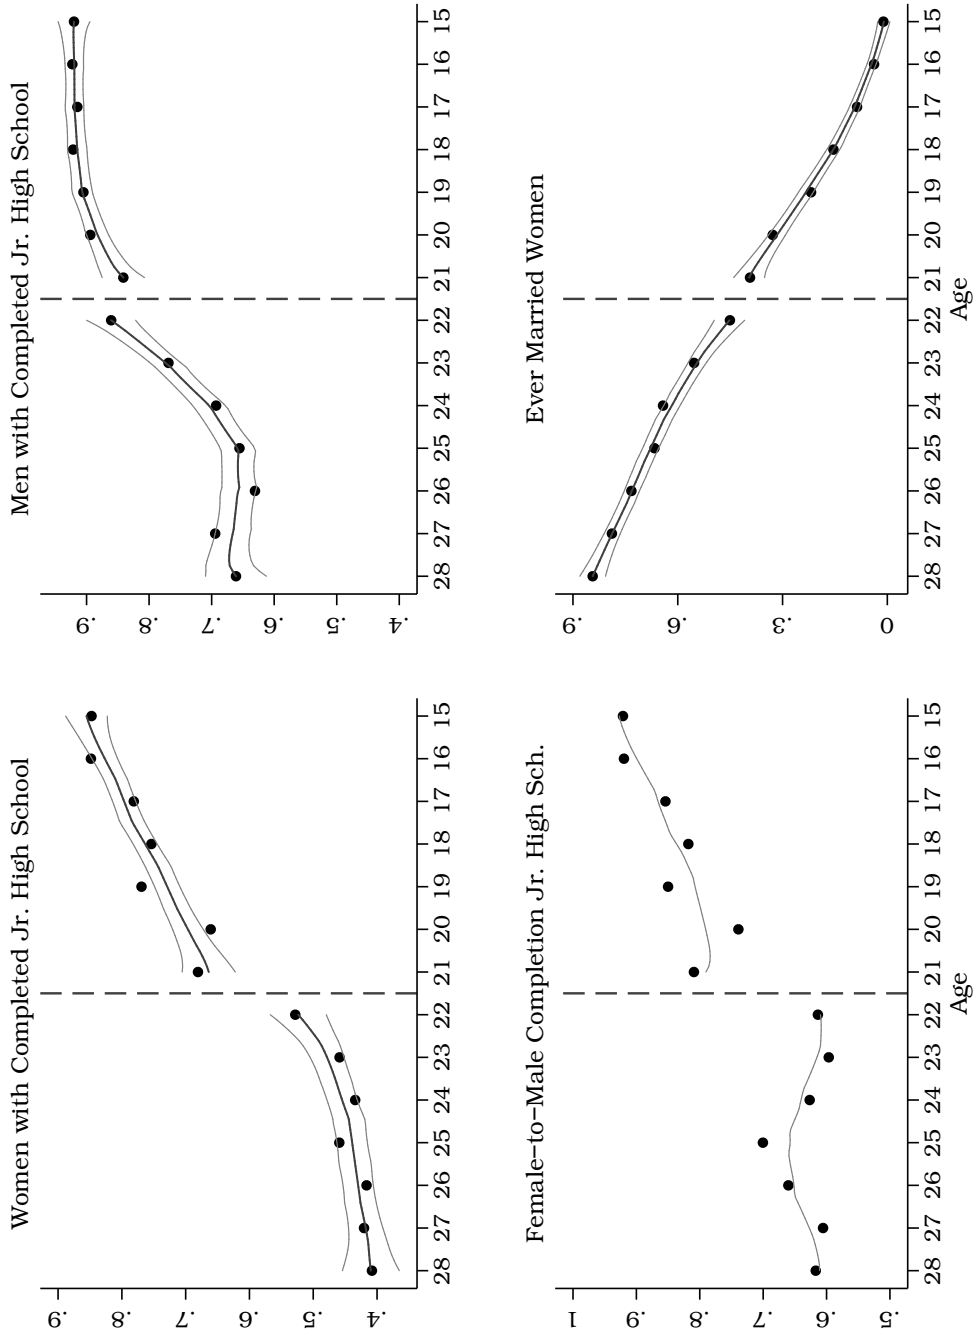 Women with Completed Jr. High School
.9
.8
.7
.6
.5
.4
28 27 26 25 24 23 22 21 20 19 18 17 16 15
Men with Completed Jr. High School
.9
.8
.7
.6
.5
.4
28 27 26 25 24 23 22 21 20 19 18 17 16 15
Female−to−Male Completion Jr. High Sch.
1
.9
.8
.7
.6
.5
28 27 26 25 24 23 22 21 20 19 18 17 16 15
Age
Ever Married Women
.9
.6
.3
0
28 27 26 25 24 23 22 21 20 19 18 17 16 15
Age